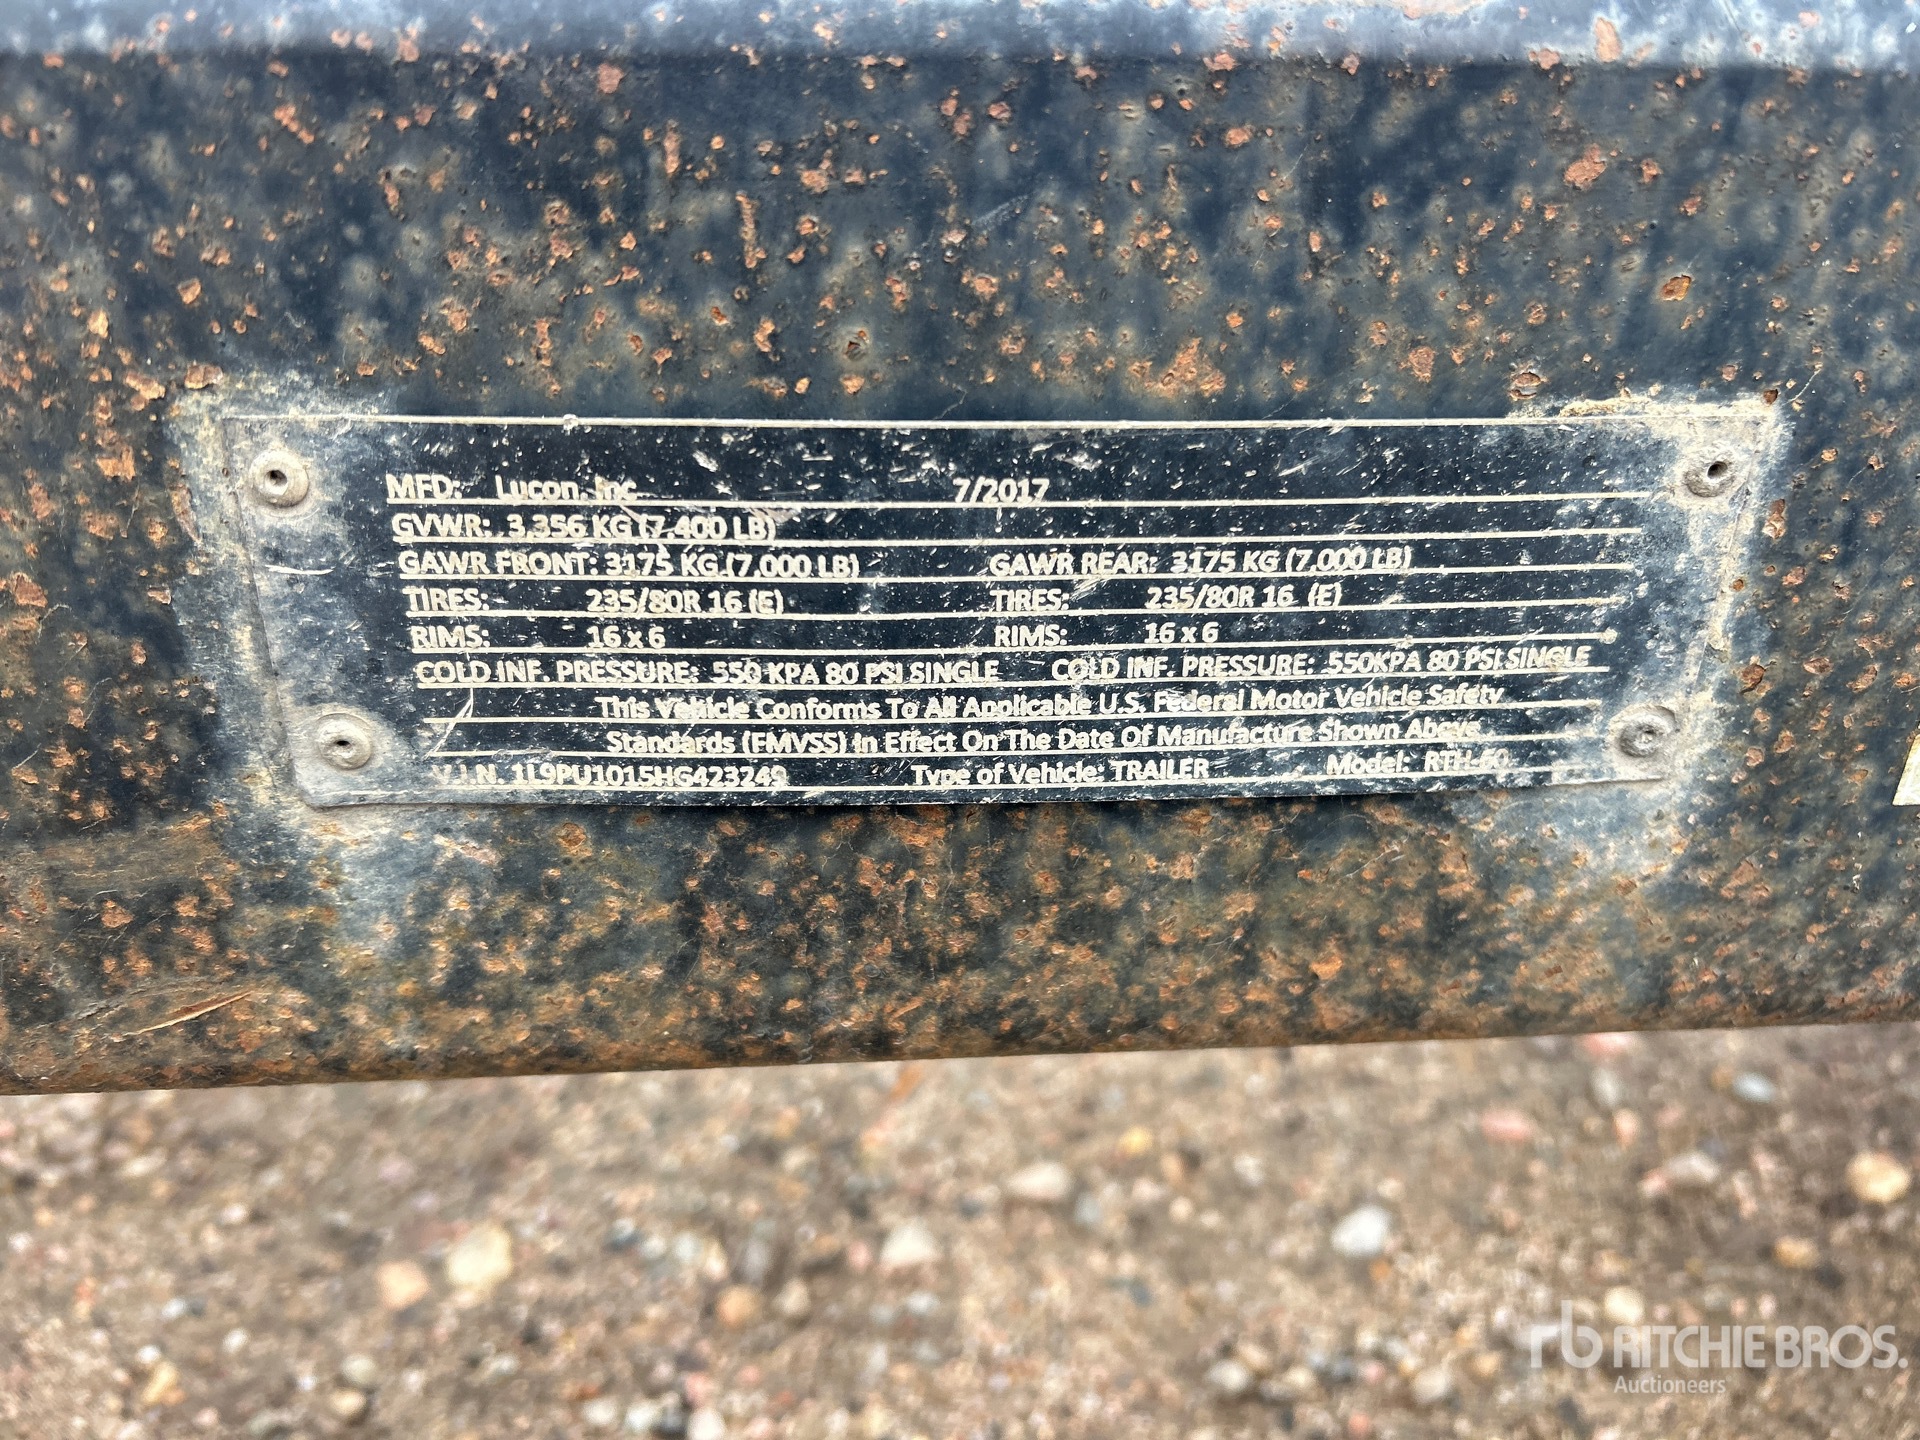 MFD: Lucon, Inc 7/2017
GVWR: 3,356 KG (7,400 LB)
GAWR FRONT: 3175 KG (7,000 LB) GAWR REAR: 3175 KG (7,000 LB)
TIRES: 235/80R 16 (E) TIRES: 235/80R 16 (E)
RIMS: 16 x 6 RIMS: 16 x 6
COLD INF. PRESSURE: 550 KPA 80 PSI SINGLE COLD INF. PRESSURE: 550KPA 80 PSI SINGLE
This Vehicle Conforms To All Applicable U.S. Federal Motor Vehicle Safety
Standards (FMVSS) In Effect On The Date Of Manufacture Shown Above
V.I.N. 1L9PU1015HG423249 Type of Vehicle: TRAILER Model: RTH-60
rb RITCHIE BROS.
Auctioneers